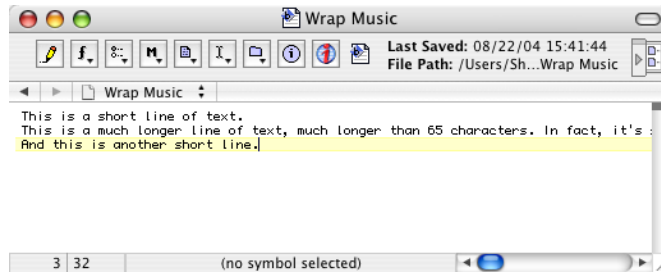 Wrap Music
Last Saved: 08/22/04 15:41:44
File Path: /Users/Sh...Wrap Music
Wrap Music
This is a short line of text.
This is a much longer line of text, much longer than 65 characters. In fact, it's
And this is another short line.
3 32 (no symbol selected)